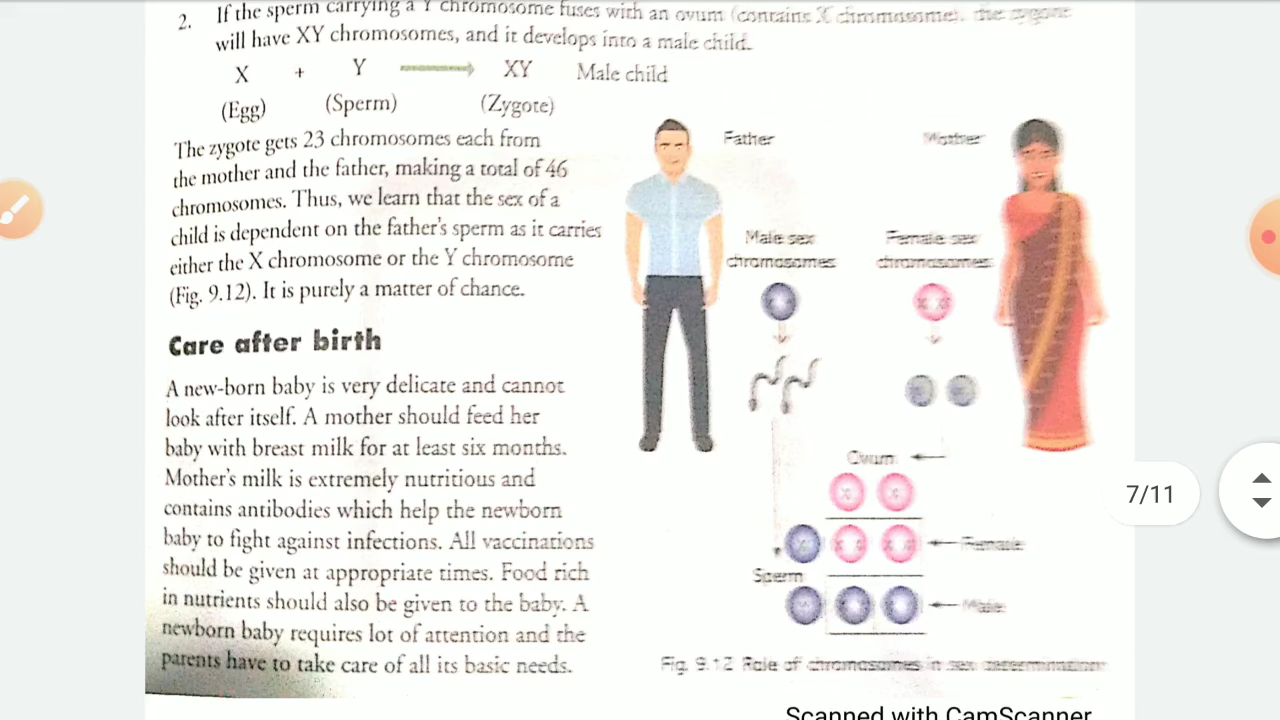 2. If the sperm carrying a Y chromosome fuses with an ovum (contains X chromosome), the zygote
will have XY chromosomes, and it develops into a male child.
X + Y XY Male child
(Egg) (Sperm) (Zygote)
The zygote gets 23 chromosomes each from
the mother and the father, making a total of 46
chromosomes. Thus, we learn that the sex of a
child is dependent on the father's sperm as it carries
either the X chromosome or the Y chromosome
(Fig. 9.12). It is purely a matter of chance.
Care after birth
A new-born baby is very delicate and cannot
look after itself. A mother should feed her
baby with breast milk for at least six months.
Mother's milk is extremely nutritious and
contains antibodies which help the newborn
baby to fight against infections. All vaccinations
should be given at appropriate times. Food rich
in nutrients should also be given to the baby. A
newborn baby requires lot of attention and the
parents have to take care of all its basic needs.
Father
Mother
Male sex
chromosomes
Female sex
chromosomes
Ovum
Female
Sperm
Male
Fig. 9.12 Role of chromosomes in sex determination
7/11
Scanned with CamScanner